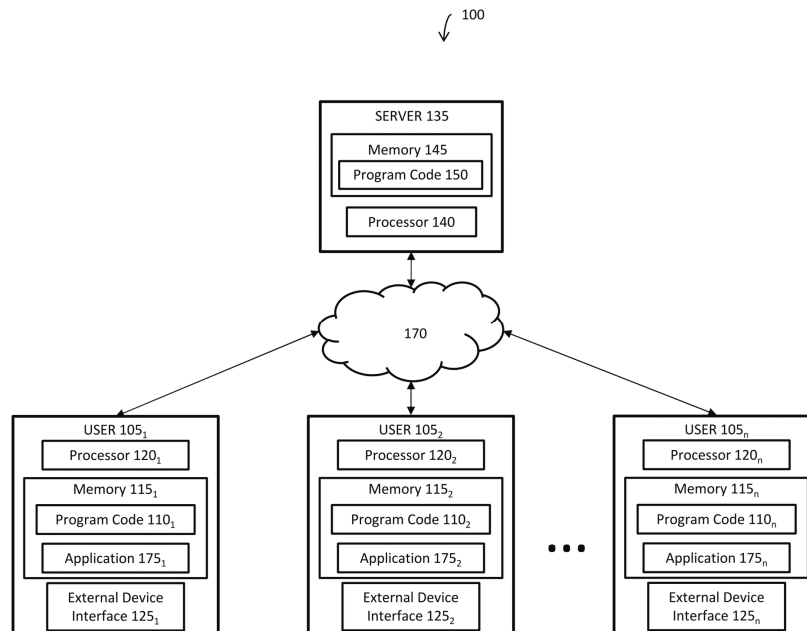 100
SERVER 135
Memory 145
Program Code 150
Processor 140
170
USER 105₁
Processor 120₁
Memory 115₁
Program Code 110₁
Application 175₁
External Device
Interface 125₁
USER 105₂
Processor 120₂
Memory 115₂
Program Code 110₂
Application 175₂
External Device
Interface 125₂
USER 105ₙ
Processor 120ₙ
Memory 115ₙ
Program Code 110ₙ
Application 175ₙ
External Device
Interface 125ₙ